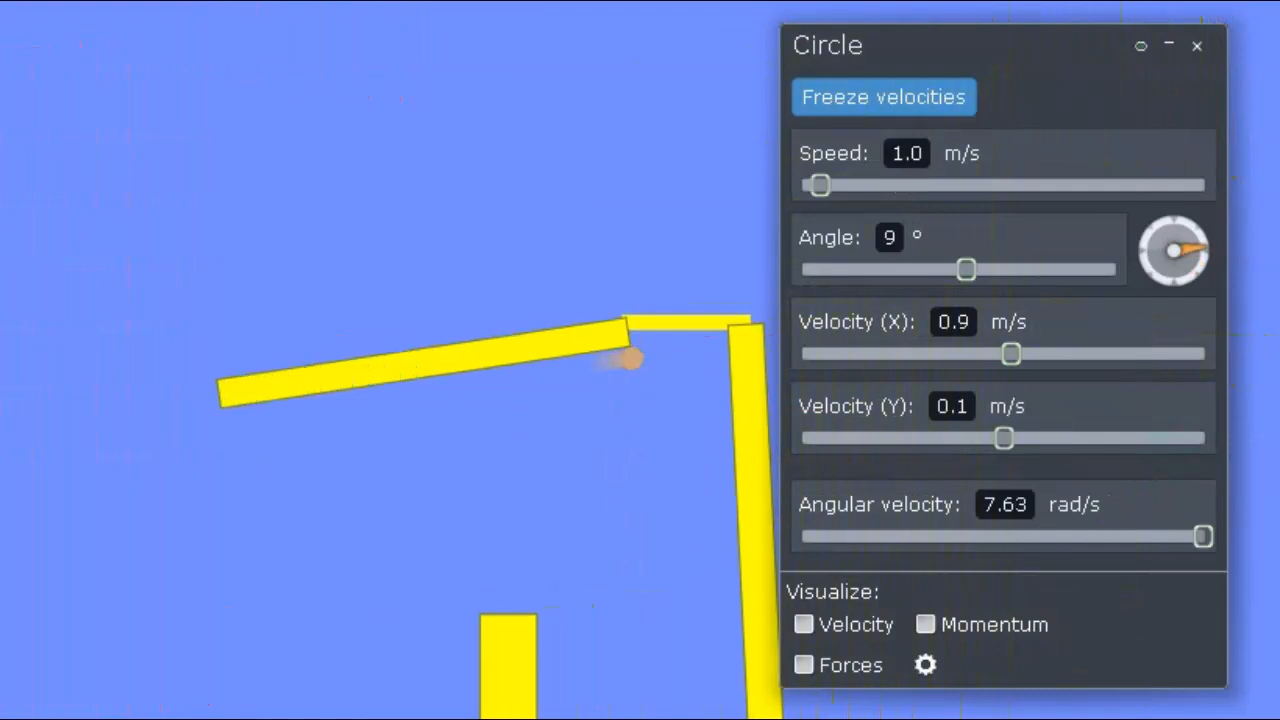 Circle
Freeze velocities
Speed: 1.0 m/s
Angle: 9 °
Velocity (X): 0.9 m/s
Velocity (Y): 0.1 m/s
Angular velocity: 7.63 rad/s
Visualize:
Velocity Momentum
Forces